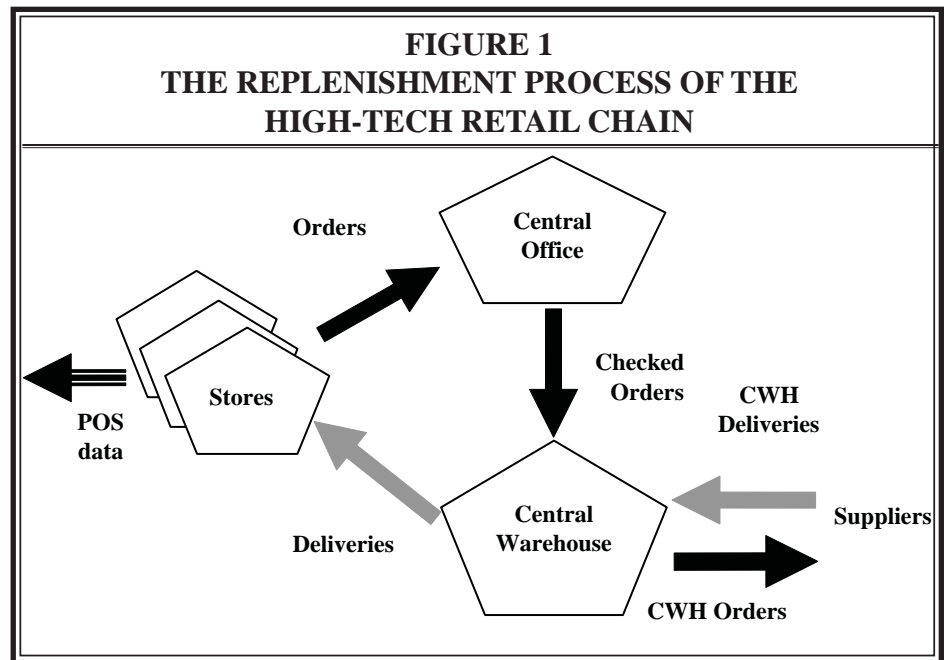 FIGURE 1
THE REPLENISHMENT PROCESS OF THE
HIGH-TECH RETAIL CHAIN
Orders
Central
Office
Checked
Orders
CWH
Deliveries
Stores
POS
data
Deliveries
Central
Warehouse
Suppliers
CWH Orders